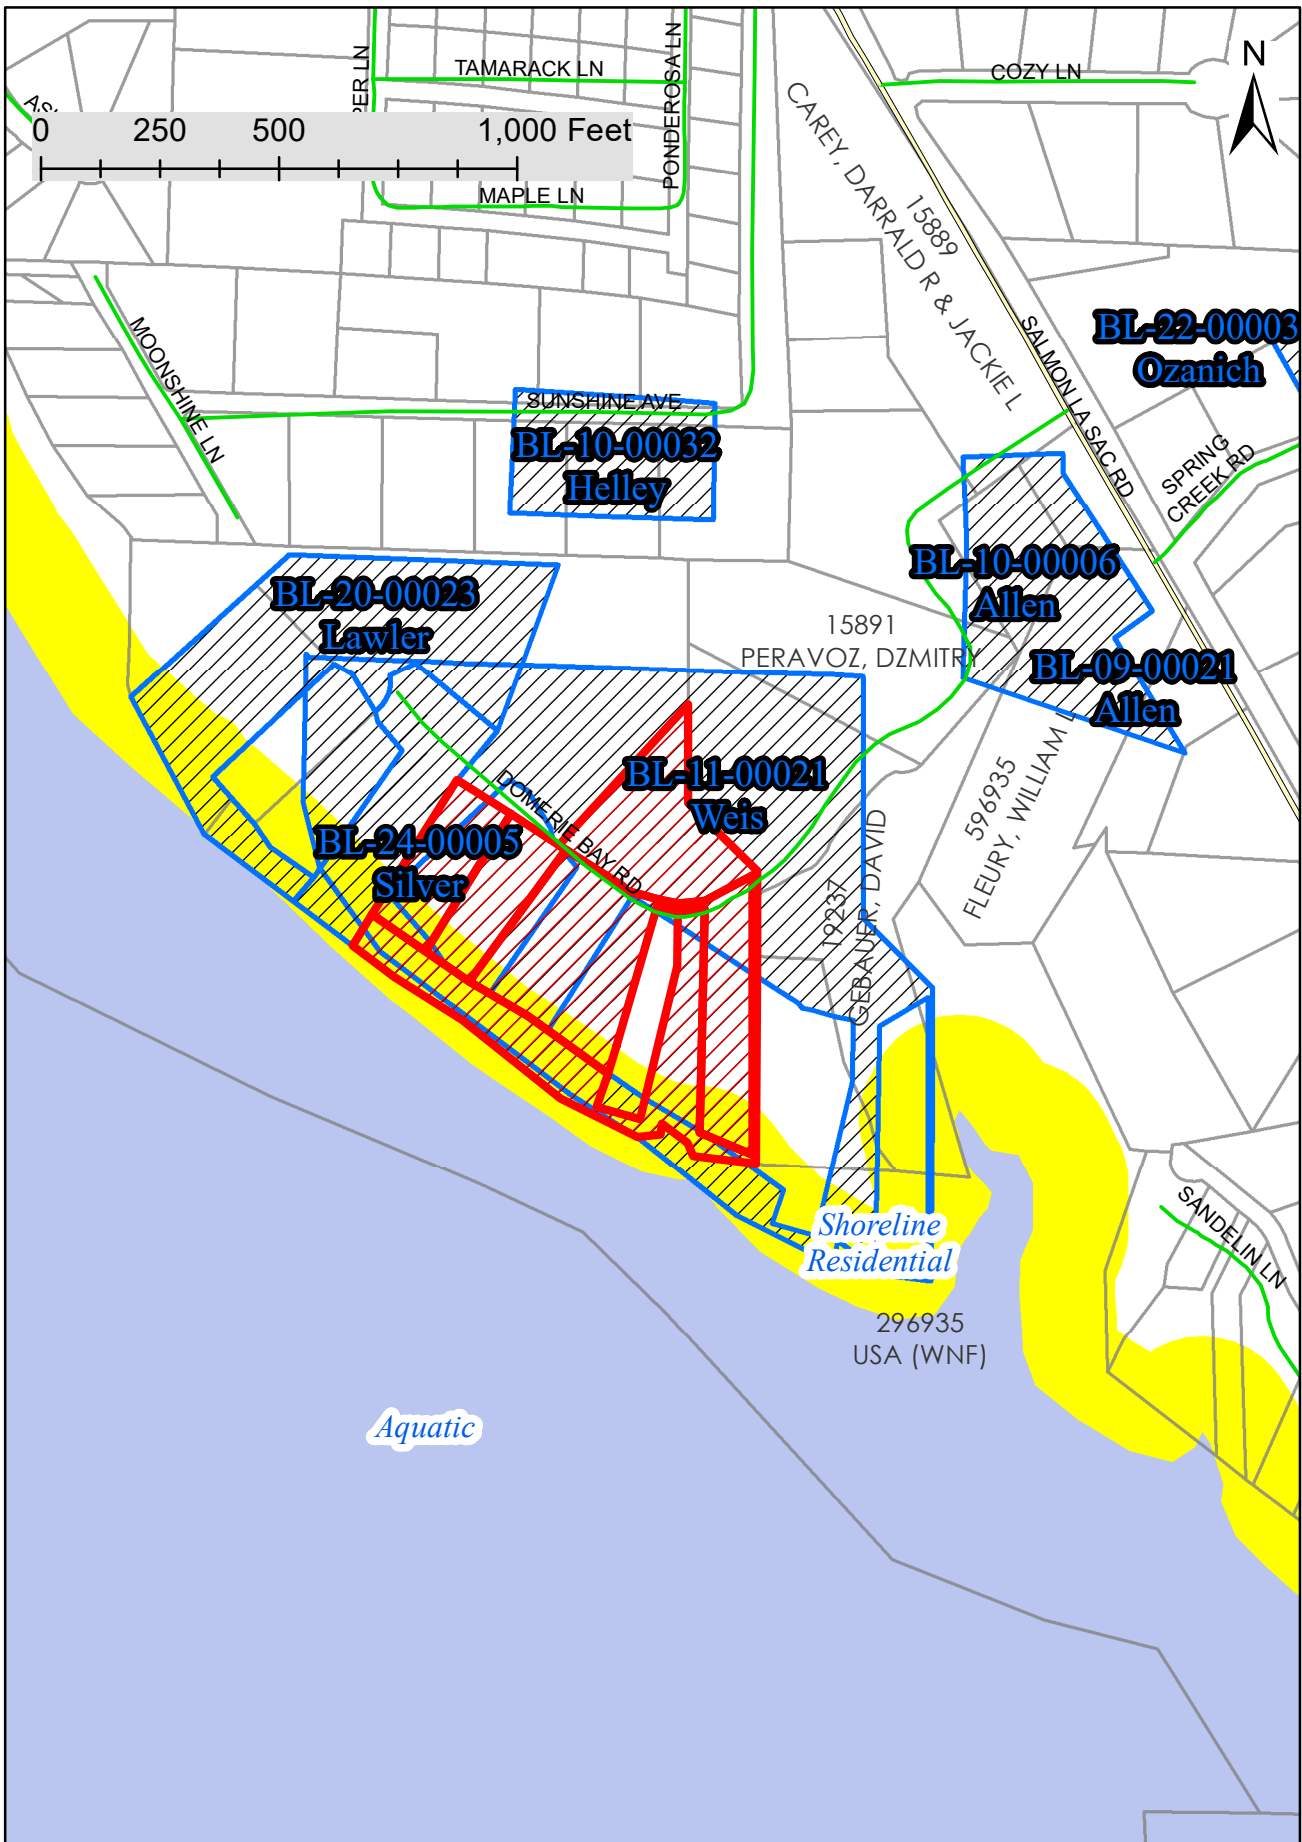 TAMARACK LN
COZY LN
N
PONDEROSA LN
0 250 500 1,000 Feet
MAPLE LN
CAREY, DARRALD R & JACKIE L
15889
MOONSHINE LN
SALMON LA SAC RD
BL-22-00003
Ozanich
SUNSHINE AVE
BL-10-00032
Helley
SPRING
CREEK RD
BL-10-00006
Allen
BL-20-00023
Lawler
15891
PERAVOZ, DZMITRY
BL-09-00021
Allen
BL-11-00021
Weis
DOMERIE BAY RD
596935
FLEURY, WILLIAM L
BL-24-00005
Silver
19237
GEBAUER, DAVID
SANDELIN LN
Shoreline
Residential
296935
USA (WNF)
Aquatic